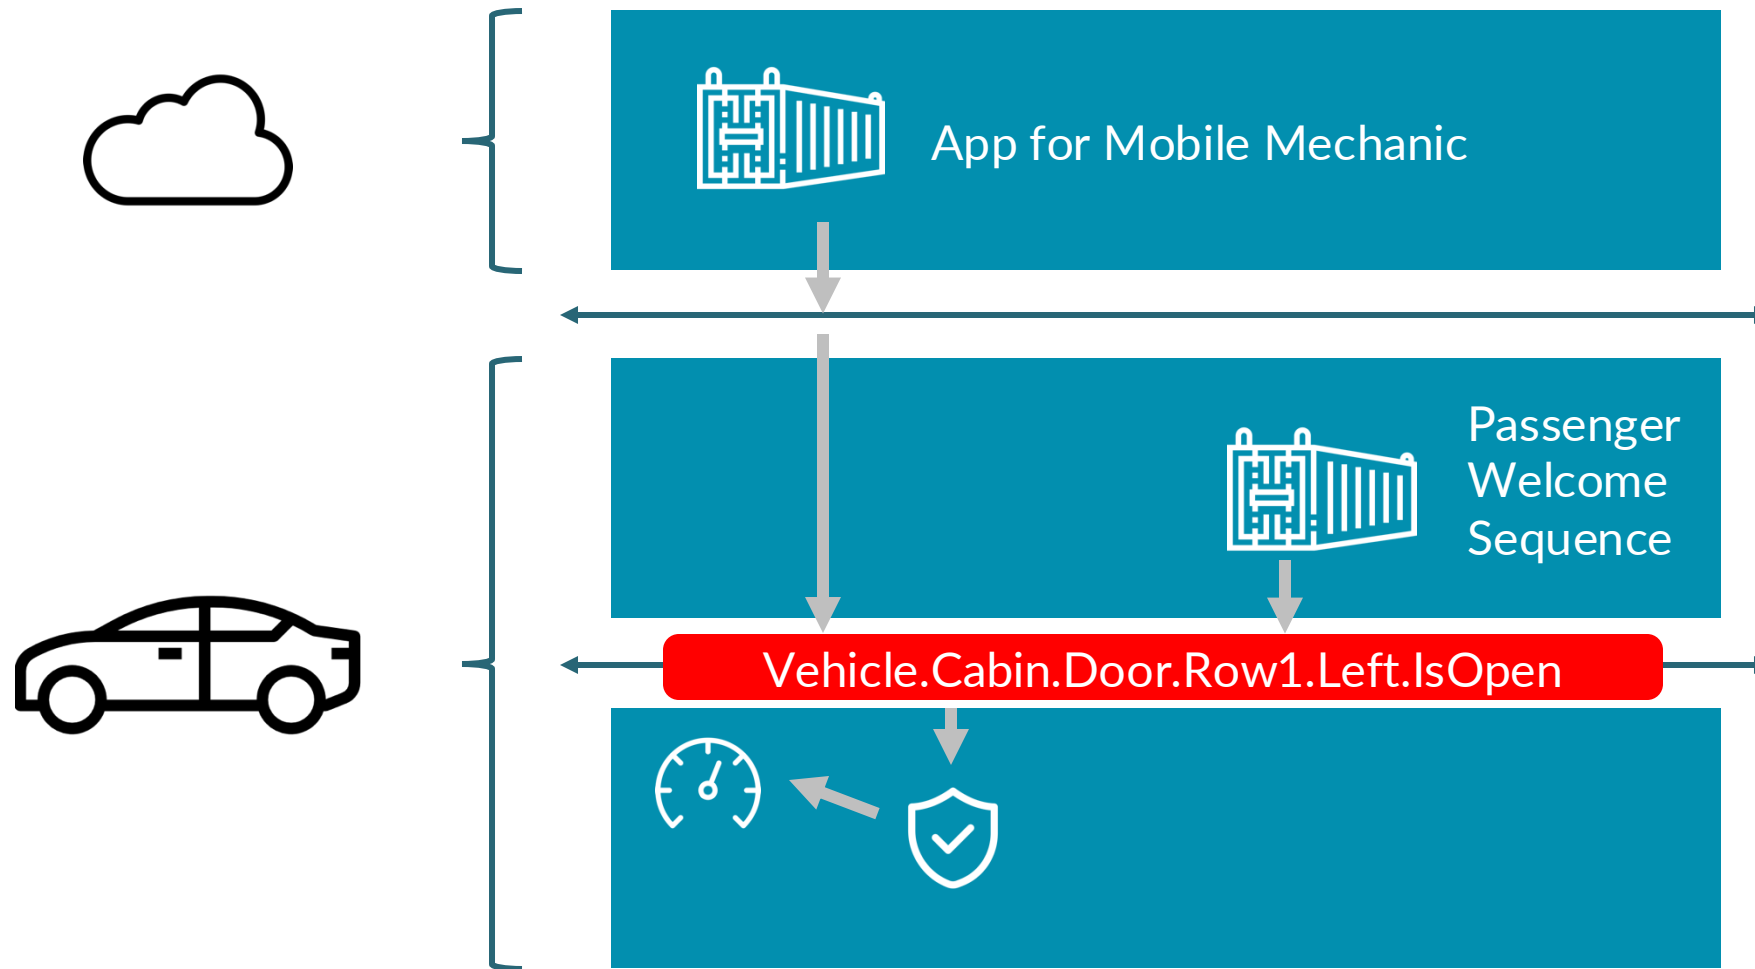 App for Mobile Mechanic
Passenger
Welcome
Sequence
Vehicle.Cabin.Door.Row1.Left.IsOpen